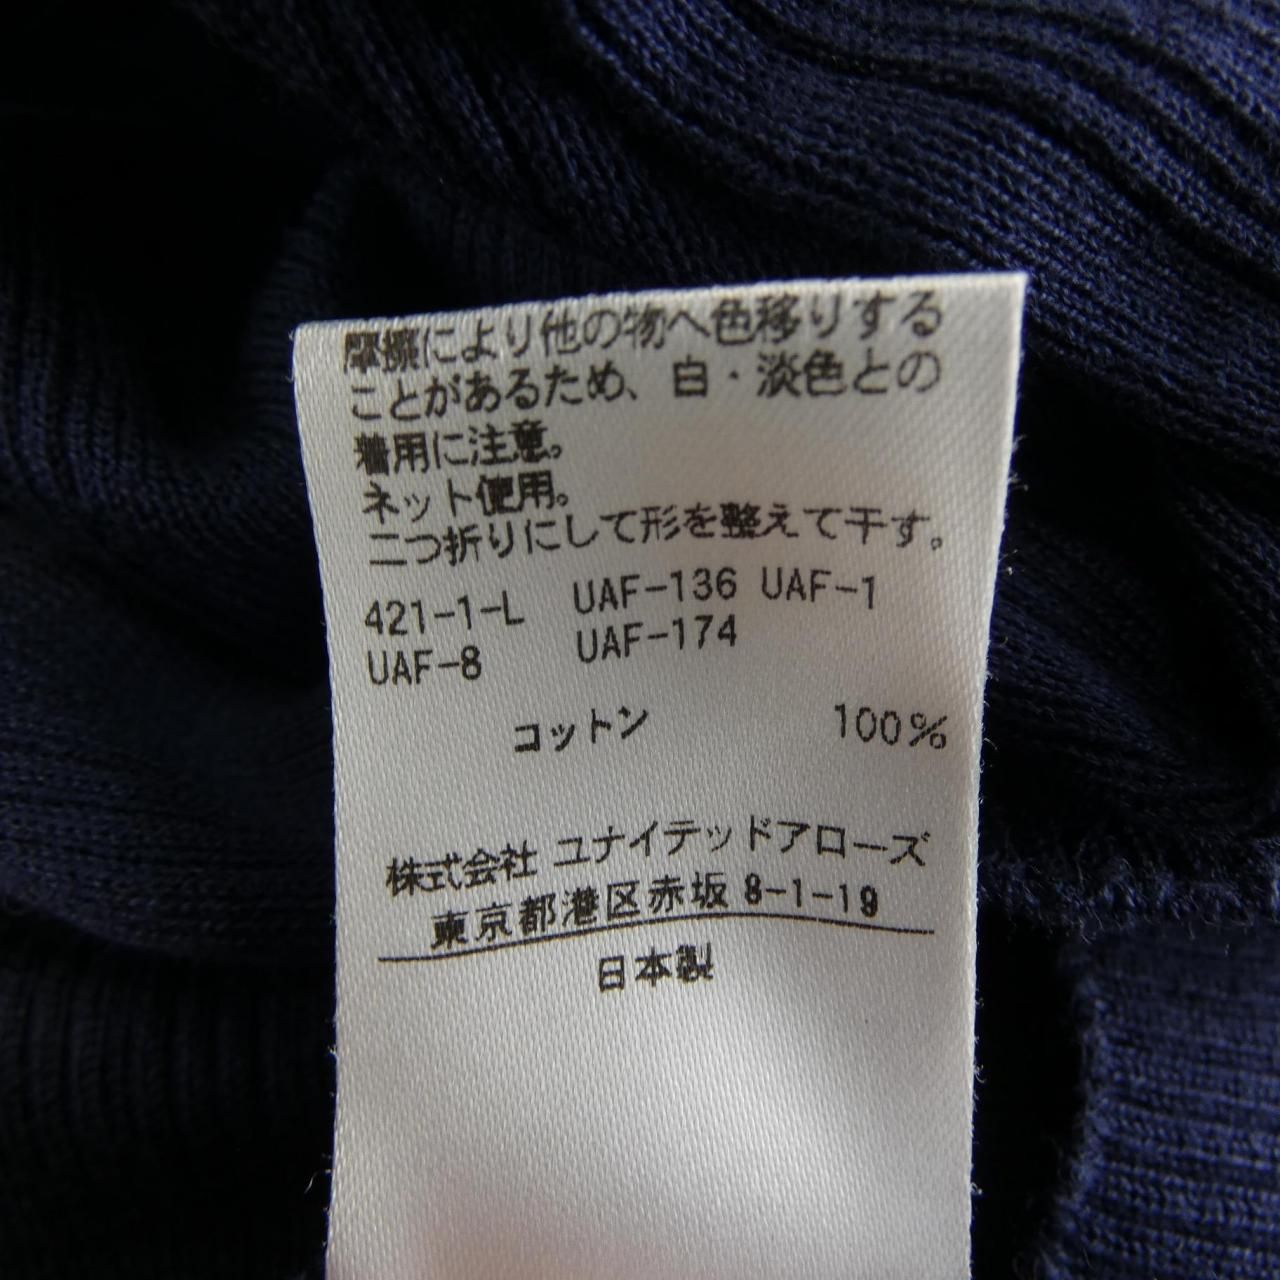 摩擦により他の物へ色移りする
ことがあるため、白・淡色との
着用に注意。
ネット使用。
二つ折りにして形を整えて干す。
421-1-L UAF-136 UAF-1
UAF-8 UAF-174
コットン 100%
株式会社 ユナイテッドアローズ
東京都港区赤坂8-1-19
日本製